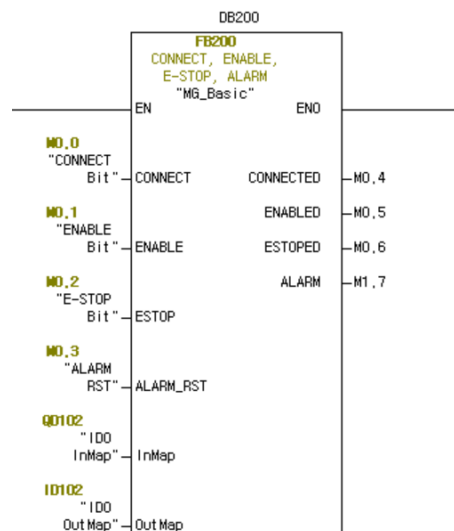 DB200
FB200
CONNECT, ENABLE,
E-STOP, ALARM
"MG_Basic"
EN ENO
M0.0
"CONNECT
Bit" CONNECT CONNECTED M0.4
M0.1 ENABLED M0.5
"ENABLE
Bit" ENABLE ESTOPED M0.6
M0.2 ALARM M1.7
"E-STOP
Bit" ESTOP
M0.3
"ALARM
RST" ALARM_RST
QD102
"IDO
InMap" InMap
ID102
"IDO
OutMap" OutMap